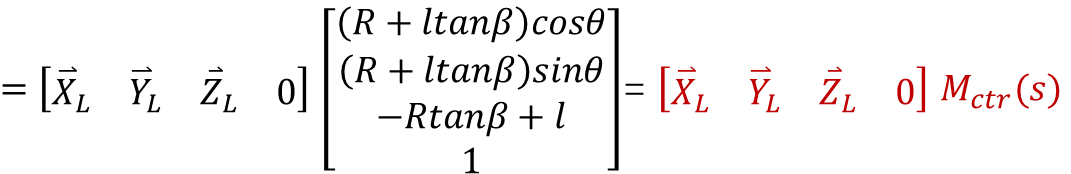 = [X⃗_L Y⃗_L Z⃗_L 0] [(R + ltanβ)cosθ
(R + ltanβ)sinθ
−Rtanβ + l
1] = [X⃗_L Y⃗_L Z⃗_L 0] M_ctr(s)